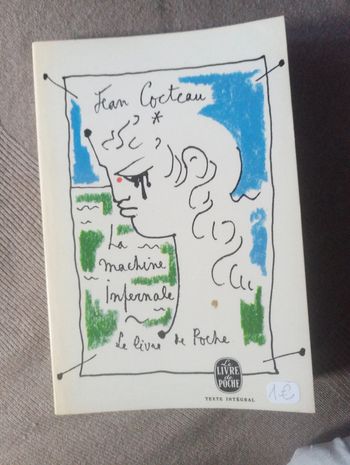 Jean Cocteau
*
La
machine
infernale
Le livre de Poche
Le
LIVRE
de
POCHE
TEXTE INTÉGRAL
1€